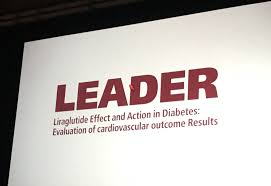 LEADER
Liraglutide Effect and Action in Diabetes:
Evaluation of cardiovascular outcome Results